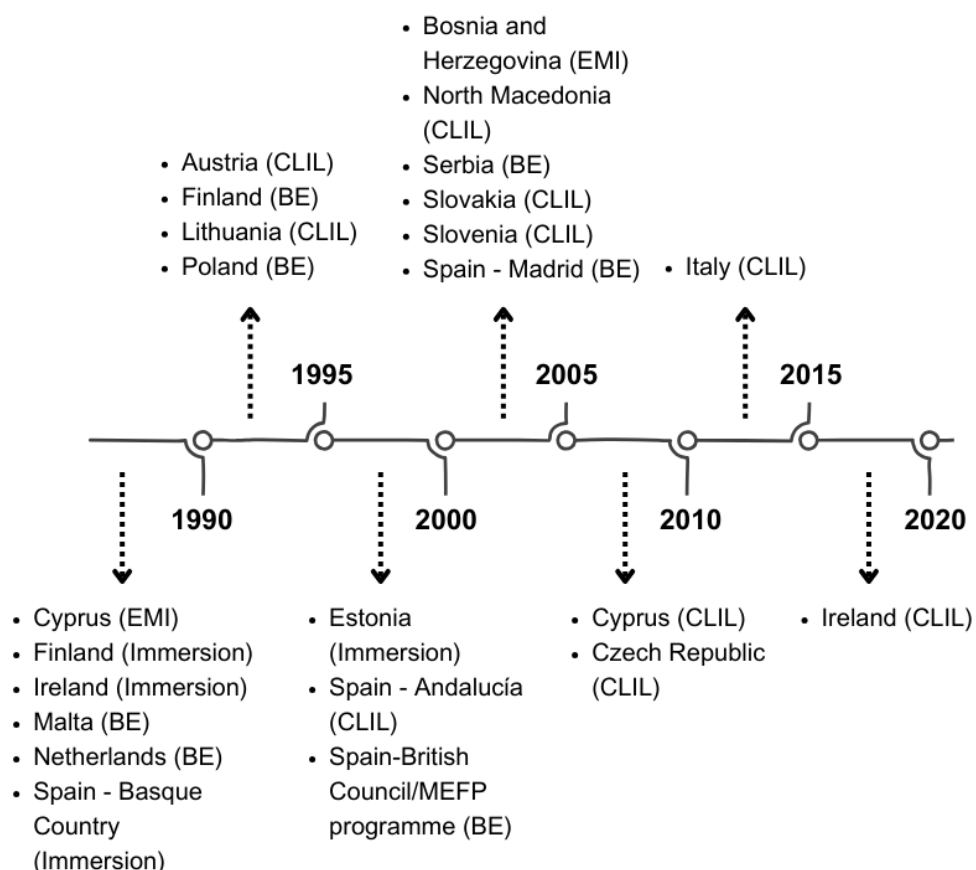 • Bosnia and
Herzegovina (EMI)
• North Macedonia
(CLIL)
• Serbia (BE)
• Slovakia (CLIL)
• Slovenia (CLIL)
• Spain - Madrid (BE)
• Austria (CLIL)
• Finland (BE)
• Lithuania (CLIL)
• Poland (BE)
• Italy (CLIL)
1995
2005
2015
1990
2000
2010
2020
• Cyprus (EMI)
• Finland (Immersion)
• Ireland (Immersion)
• Malta (BE)
• Netherlands (BE)
• Spain - Basque
Country
(Immersion)
• Estonia
(Immersion)
• Spain - Andalucía
(CLIL)
• Spain-British
Council/MEFP
programme (BE)
• Cyprus (CLIL)
• Czech Republic
(CLIL)
• Ireland (CLIL)